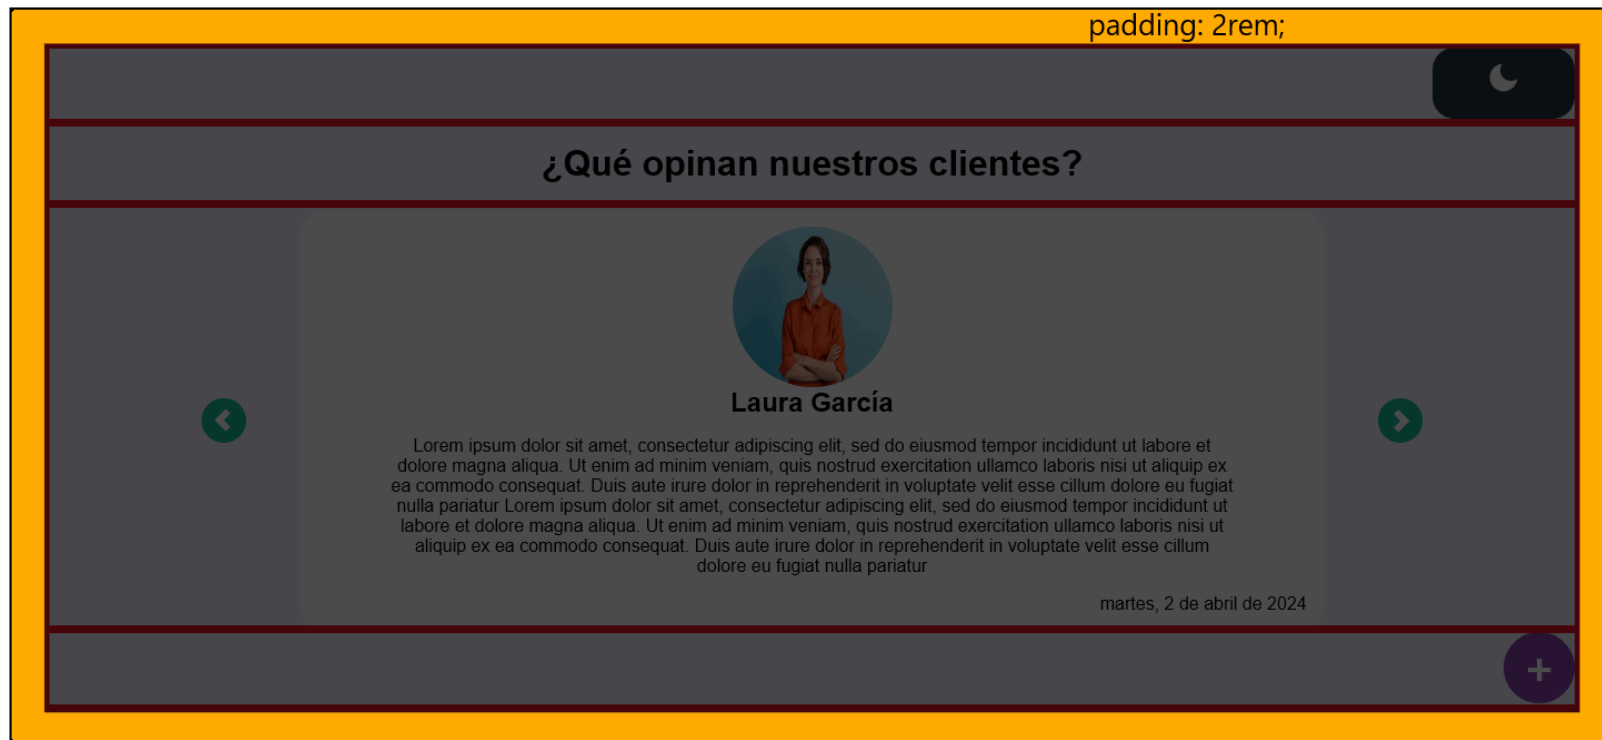 padding: 2rem;
¿Qué opinan nuestros clientes?
Laura García
Lorem ipsum dolor sit amet, consectetur adipiscing elit, sed do eiusmod tempor incididunt ut labore et
dolore magna aliqua. Ut enim ad minim veniam, quis nostrud exercitation ullamco laboris nisi ut aliquip ex
ea commodo consequat. Duis aute irure dolor in reprehenderit in voluptate velit esse cillum dolore eu fugiat
nulla pariatur Lorem ipsum dolor sit amet, consectetur adipiscing elit, sed do eiusmod tempor incididunt ut
labore et dolore magna aliqua. Ut enim ad minim veniam, quis nostrud exercitation ullamco laboris nisi ut
aliquip ex ea commodo consequat. Duis aute irure dolor in reprehenderit in voluptate velit esse cillum
dolore eu fugiat nulla pariatur
martes, 2 de abril de 2024
+